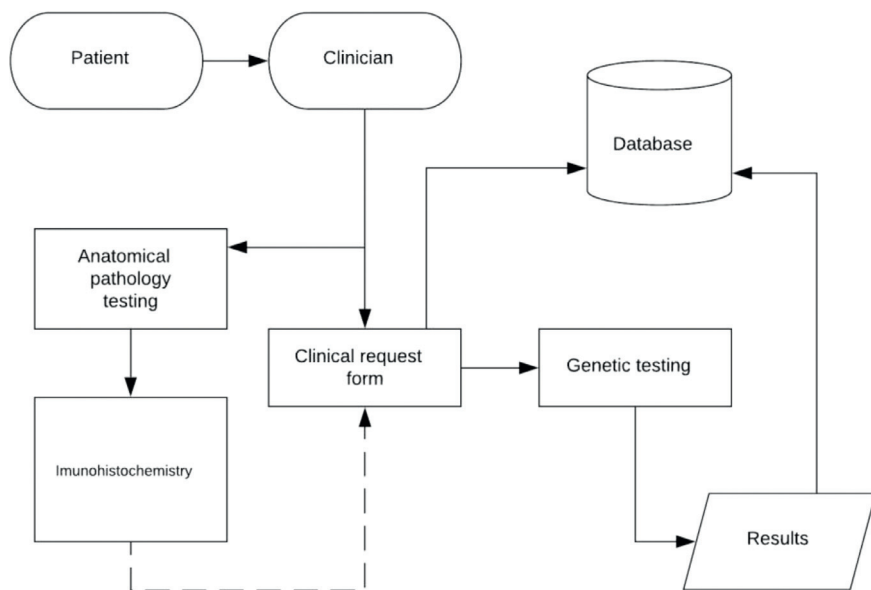 Patient
Clinician
Database
Anatomical
pathology
testing
Clinical request
form
Genetic testing
Imunohistochemistry
Results